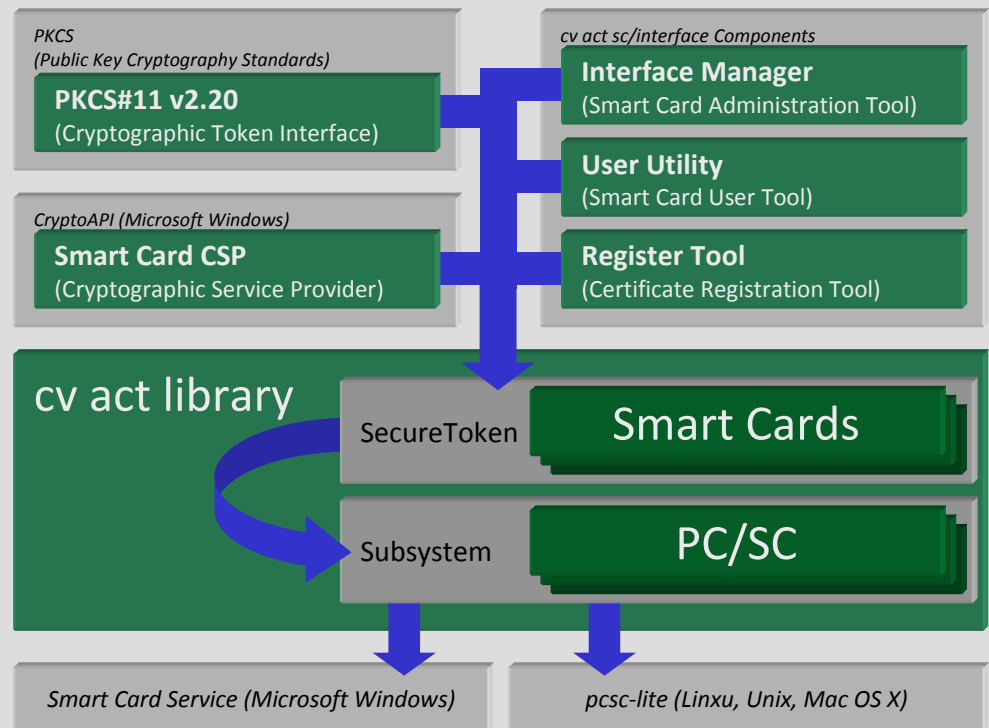 PKCS
(Public Key Cryptography Standards)
PKCS#11 v2.20
(Cryptographic Token Interface)
CryptoAPI (Microsoft Windows)
Smart Card CSP
(Cryptographic Service Provider)
cv act sc/interface Components
Interface Manager
(Smart Card Administration Tool)
User Utility
(Smart Card User Tool)
Register Tool
(Certificate Registration Tool)
cv act library
SecureToken
Smart Cards
Subsystem
PC/SC
Smart Card Service (Microsoft Windows)
pcsc-lite (Linxu, Unix, Mac OS X)